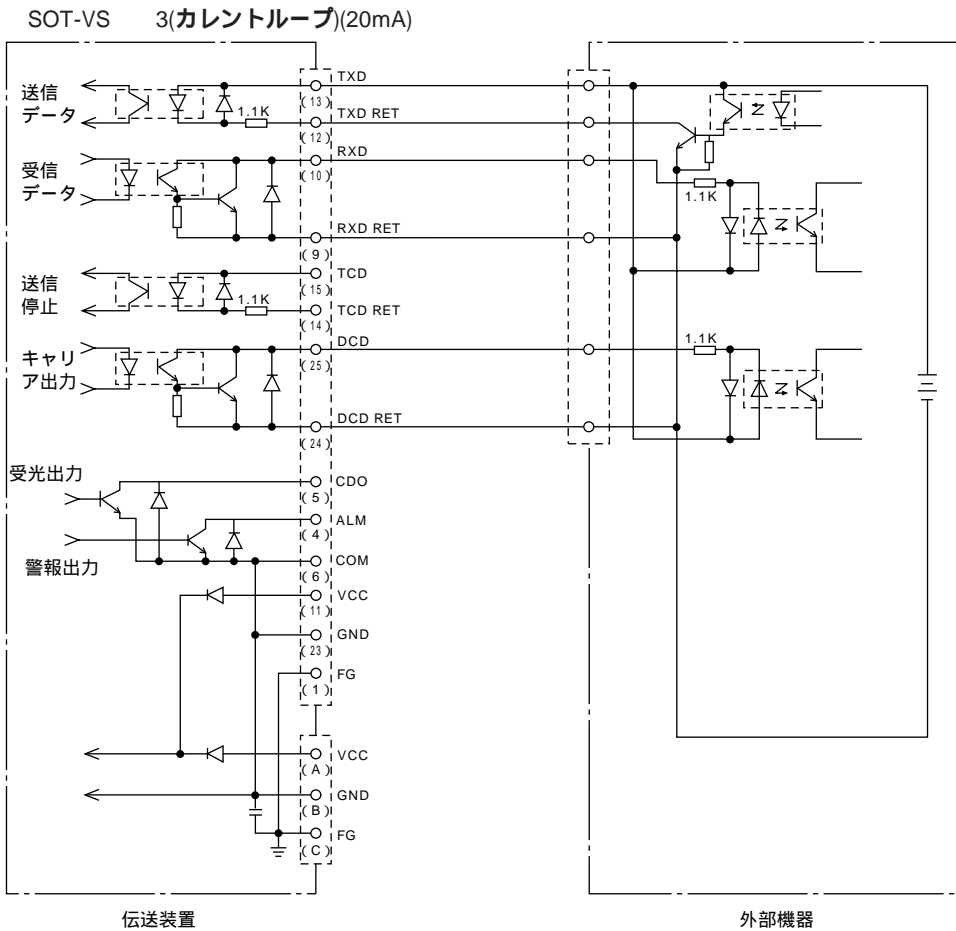 SOT-VS 3(カレントループ)(20mA)
送信
データ
1.1K
TXD
(13)
TXD RET
(12)
受信
データ
RXD
(10)
RXD RET
(9)
1.1K
送信
停止
1.1K
TCD
(15)
TCD RET
(14)
キャリ
ア出力
DCD
(25)
DCD RET
(24)
1.1K
受光出力
CDO
(5)
ALM
(4)
警報出力
COM
(6)
VCC
(11)
GND
(23)
FG
(1)
VCC
(A)
GND
(B)
FG
(C)
伝送装置
外部機器